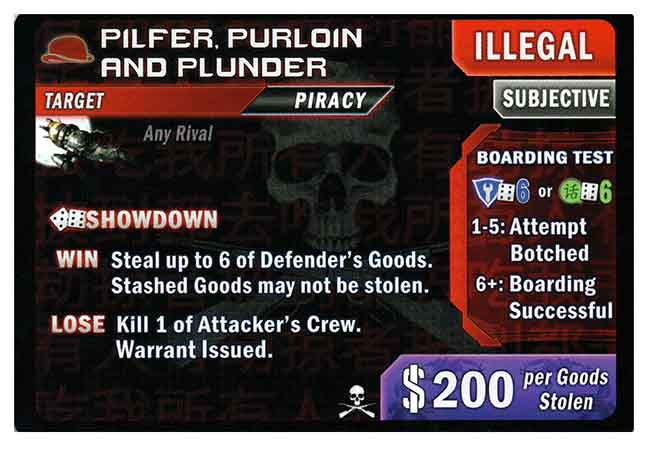 PILFER, PURLOIN
AND PLUNDER
ILLEGAL
TARGET
PIRACY
SUBJECTIVE
Any Rival
BOARDING TEST
6 or 话 6
1-5: Attempt
Botched
6+: Boarding
Successful
SHOWDOWN
WIN Steal up to 6 of Defender's Goods.
Stashed Goods may not be stolen.
LOSE Kill 1 of Attacker's Crew.
Warrant Issued.
$200 per Goods
Stolen